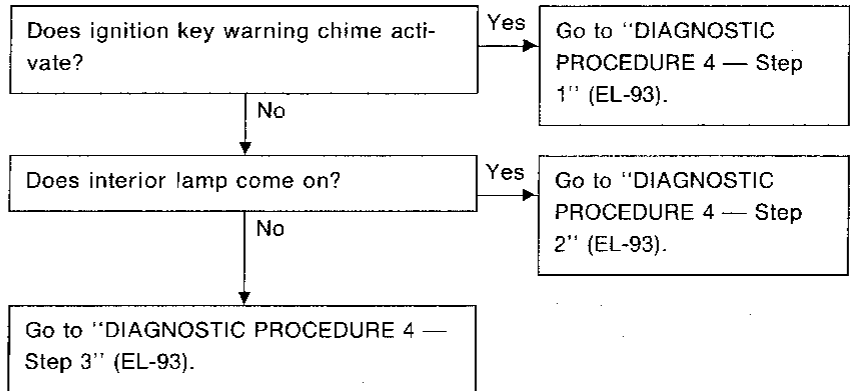 Does ignition key warning chime acti-
vate?
Yes
Go to "DIAGNOSTIC
PROCEDURE 4 — Step
1" (EL-93).
No
Does interior lamp come on?
Yes
Go to "DIAGNOSTIC
PROCEDURE 4 — Step
2" (EL-93).
No
Go to "DIAGNOSTIC PROCEDURE 4 —
Step 3" (EL-93).